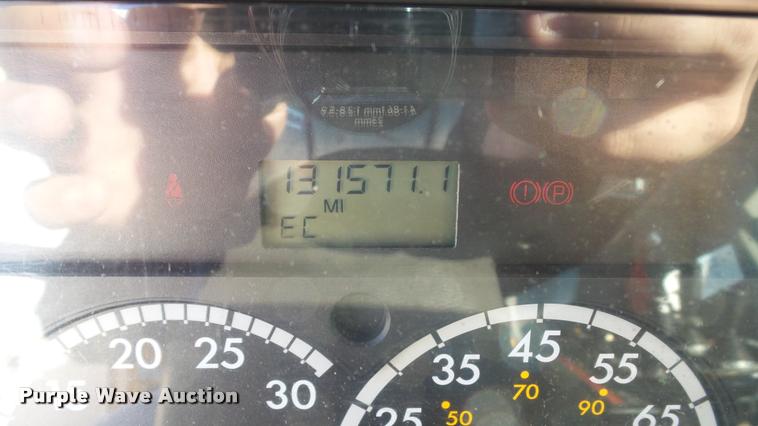 131571.1
MI
EC
(!) (P)
20 25 30
35 45 55 65
25 50 70 90
Purple Wave Auction